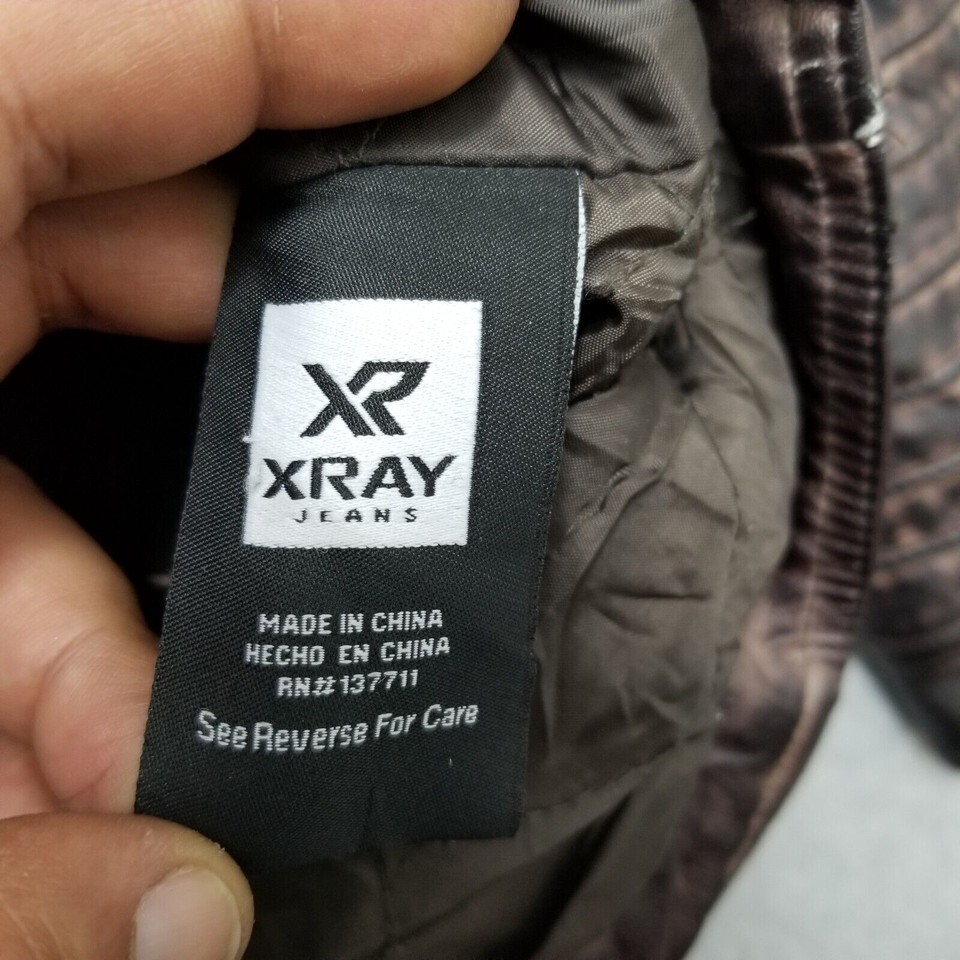 XR
XRAY
JEANS
MADE IN CHINA
HECHO EN CHINA
RN#137711
See Reverse For Care